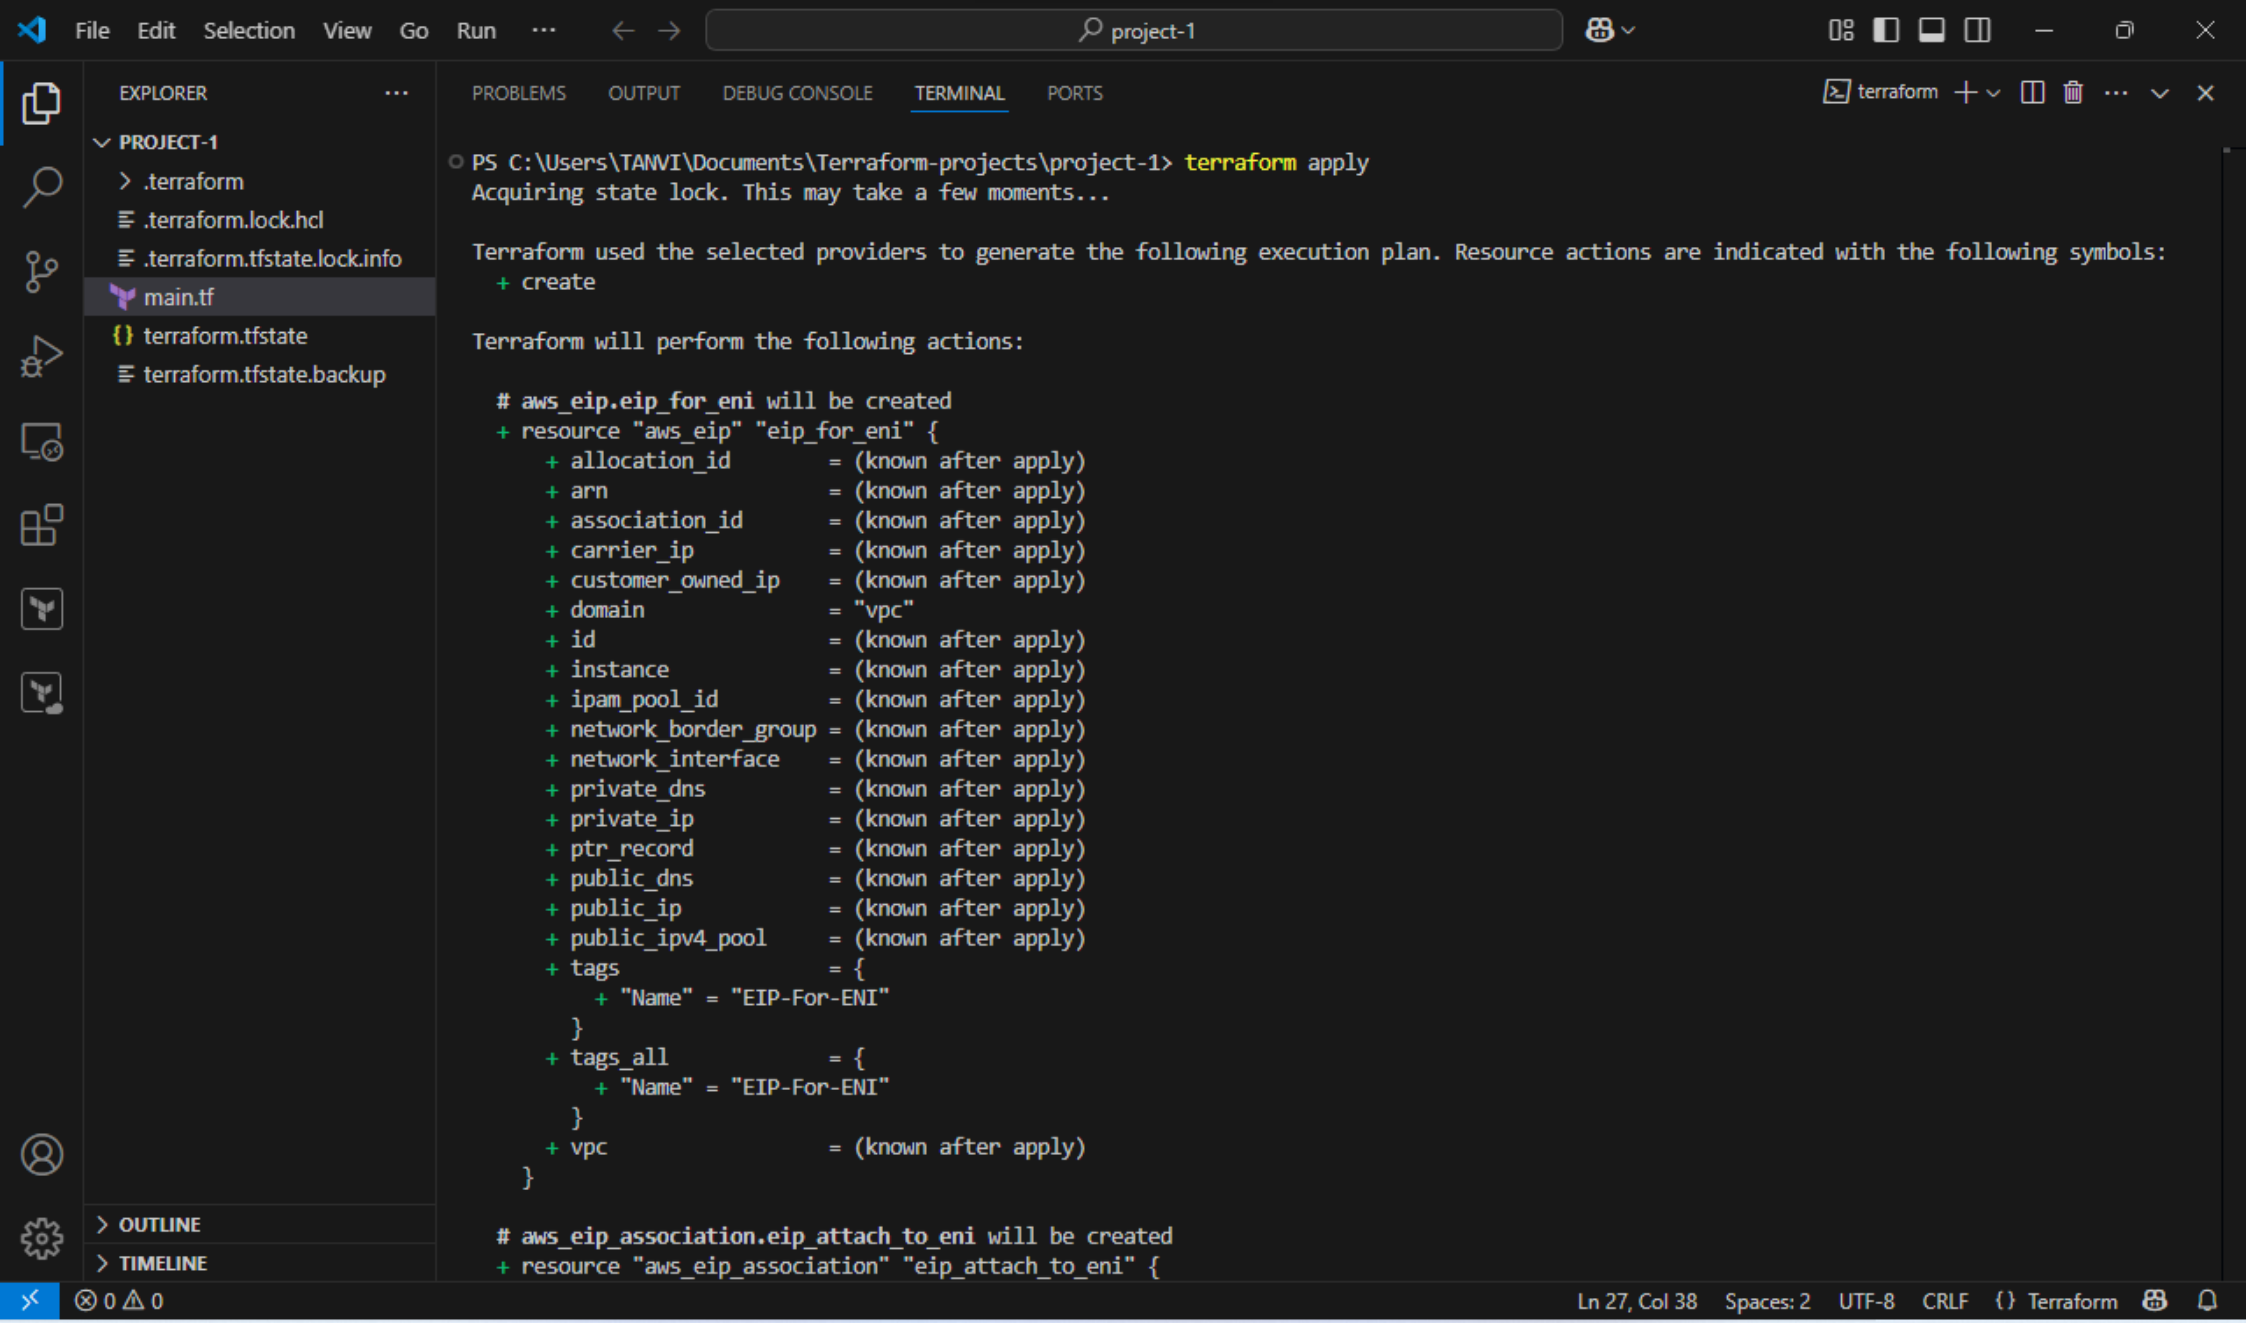 File Edit Selection View Go Run ···
project-1
EXPLORER ···
PROJECT-1
.terraform
.terraform.lock.hcl
.terraform.tfstate.lock.info
main.tf
{} terraform.tfstate
terraform.tfstate.backup
OUTLINE
TIMELINE
PROBLEMS OUTPUT DEBUG CONSOLE TERMINAL PORTS
terraform
PS C:\Users\TANVI\Documents\Terraform-projects\project-1> terraform apply
Acquiring state lock. This may take a few moments...
Terraform used the selected providers to generate the following execution plan. Resource actions are indicated with the following symbols:
+ create
Terraform will perform the following actions:
# aws_eip.eip_for_eni will be created
+ resource "aws_eip" "eip_for_eni" {
+ allocation_id = (known after apply)
+ arn = (known after apply)
+ association_id = (known after apply)
+ carrier_ip = (known after apply)
+ customer_owned_ip = (known after apply)
+ domain = "vpc"
+ id = (known after apply)
+ instance = (known after apply)
+ ipam_pool_id = (known after apply)
+ network_border_group = (known after apply)
+ network_interface = (known after apply)
+ private_dns = (known after apply)
+ private_ip = (known after apply)
+ ptr_record = (known after apply)
+ public_dns = (known after apply)
+ public_ip = (known after apply)
+ public_ipv4_pool = (known after apply)
+ tags = {
+ "Name" = "EIP-For-ENI"
}
+ tags_all = {
+ "Name" = "EIP-For-ENI"
}
+ vpc = (known after apply)
}
# aws_eip_association.eip_attach_to_eni will be created
+ resource "aws_eip_association" "eip_attach_to_eni" {
0 0
Ln 27, Col 38 Spaces: 2 UTF-8 CRLF {} Terraform